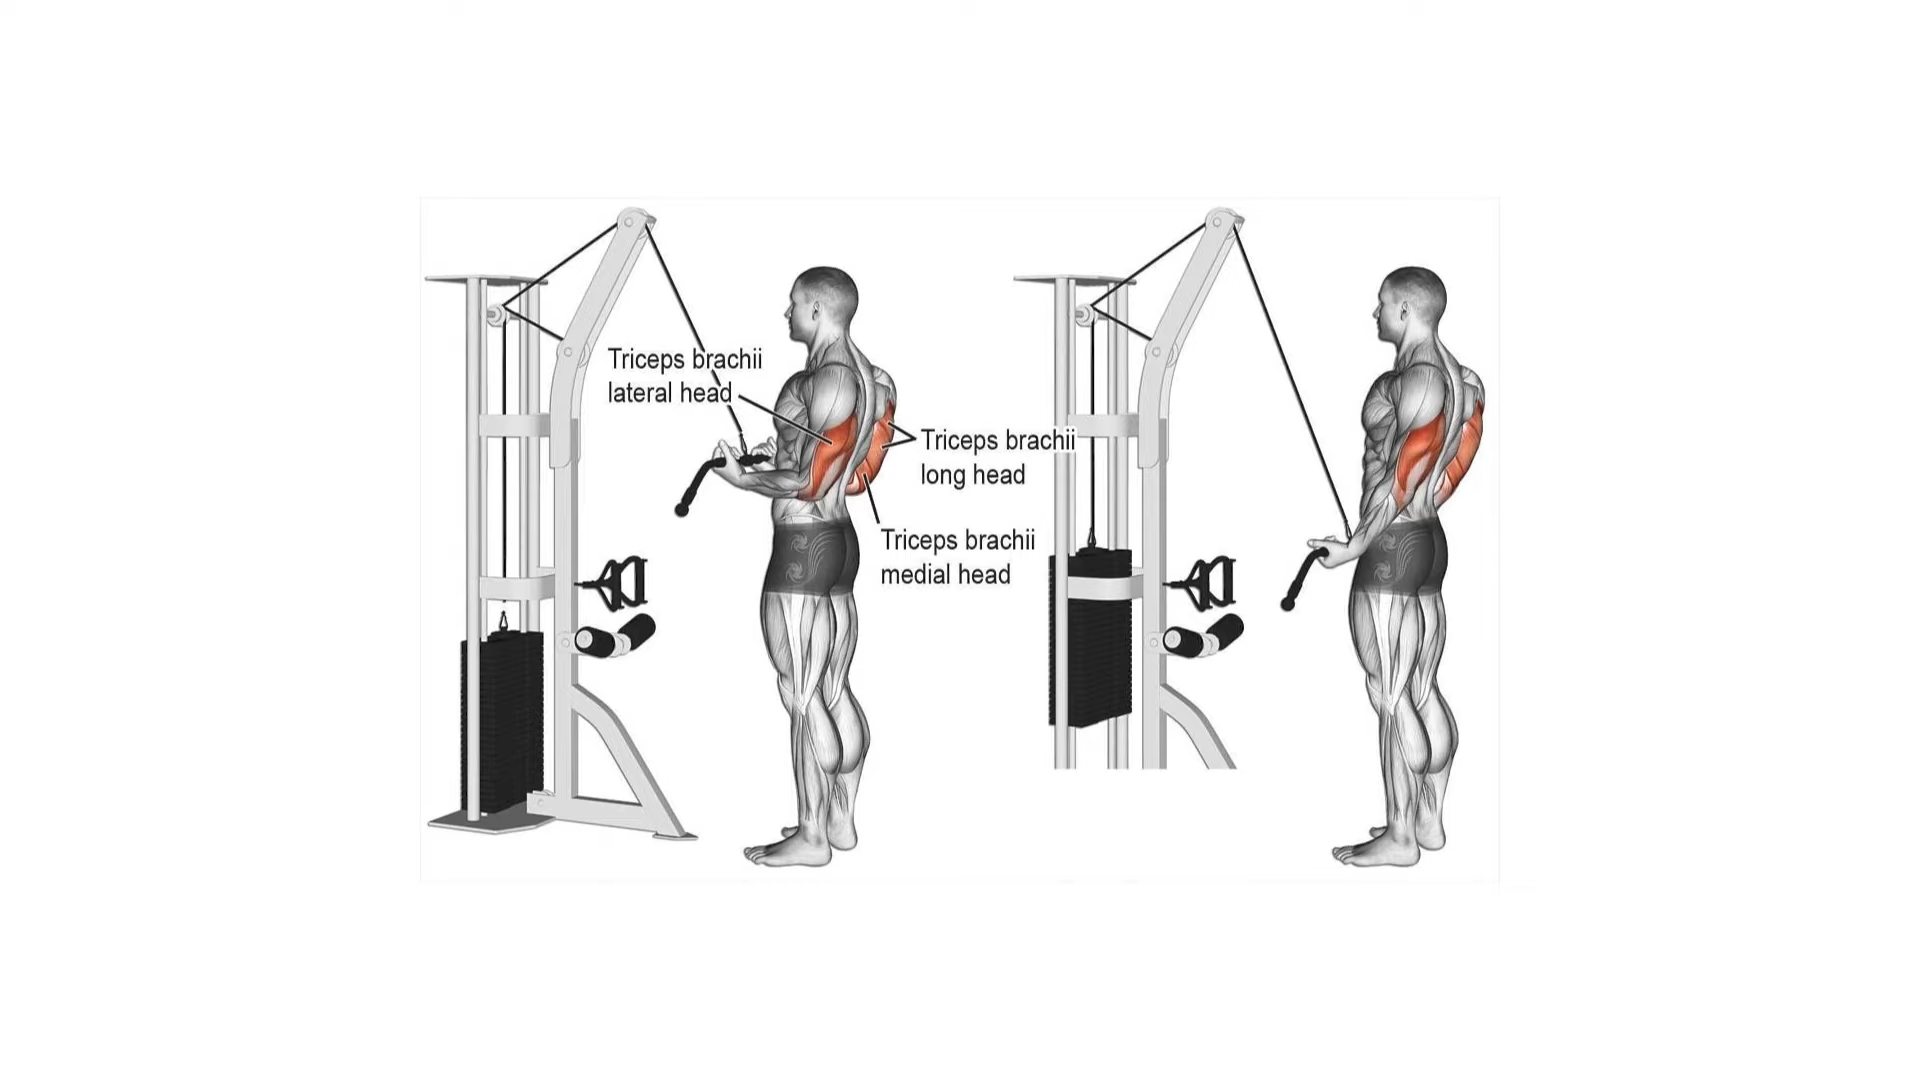 Triceps brachii
lateral head
Triceps brachii
long head
Triceps brachii
medial head